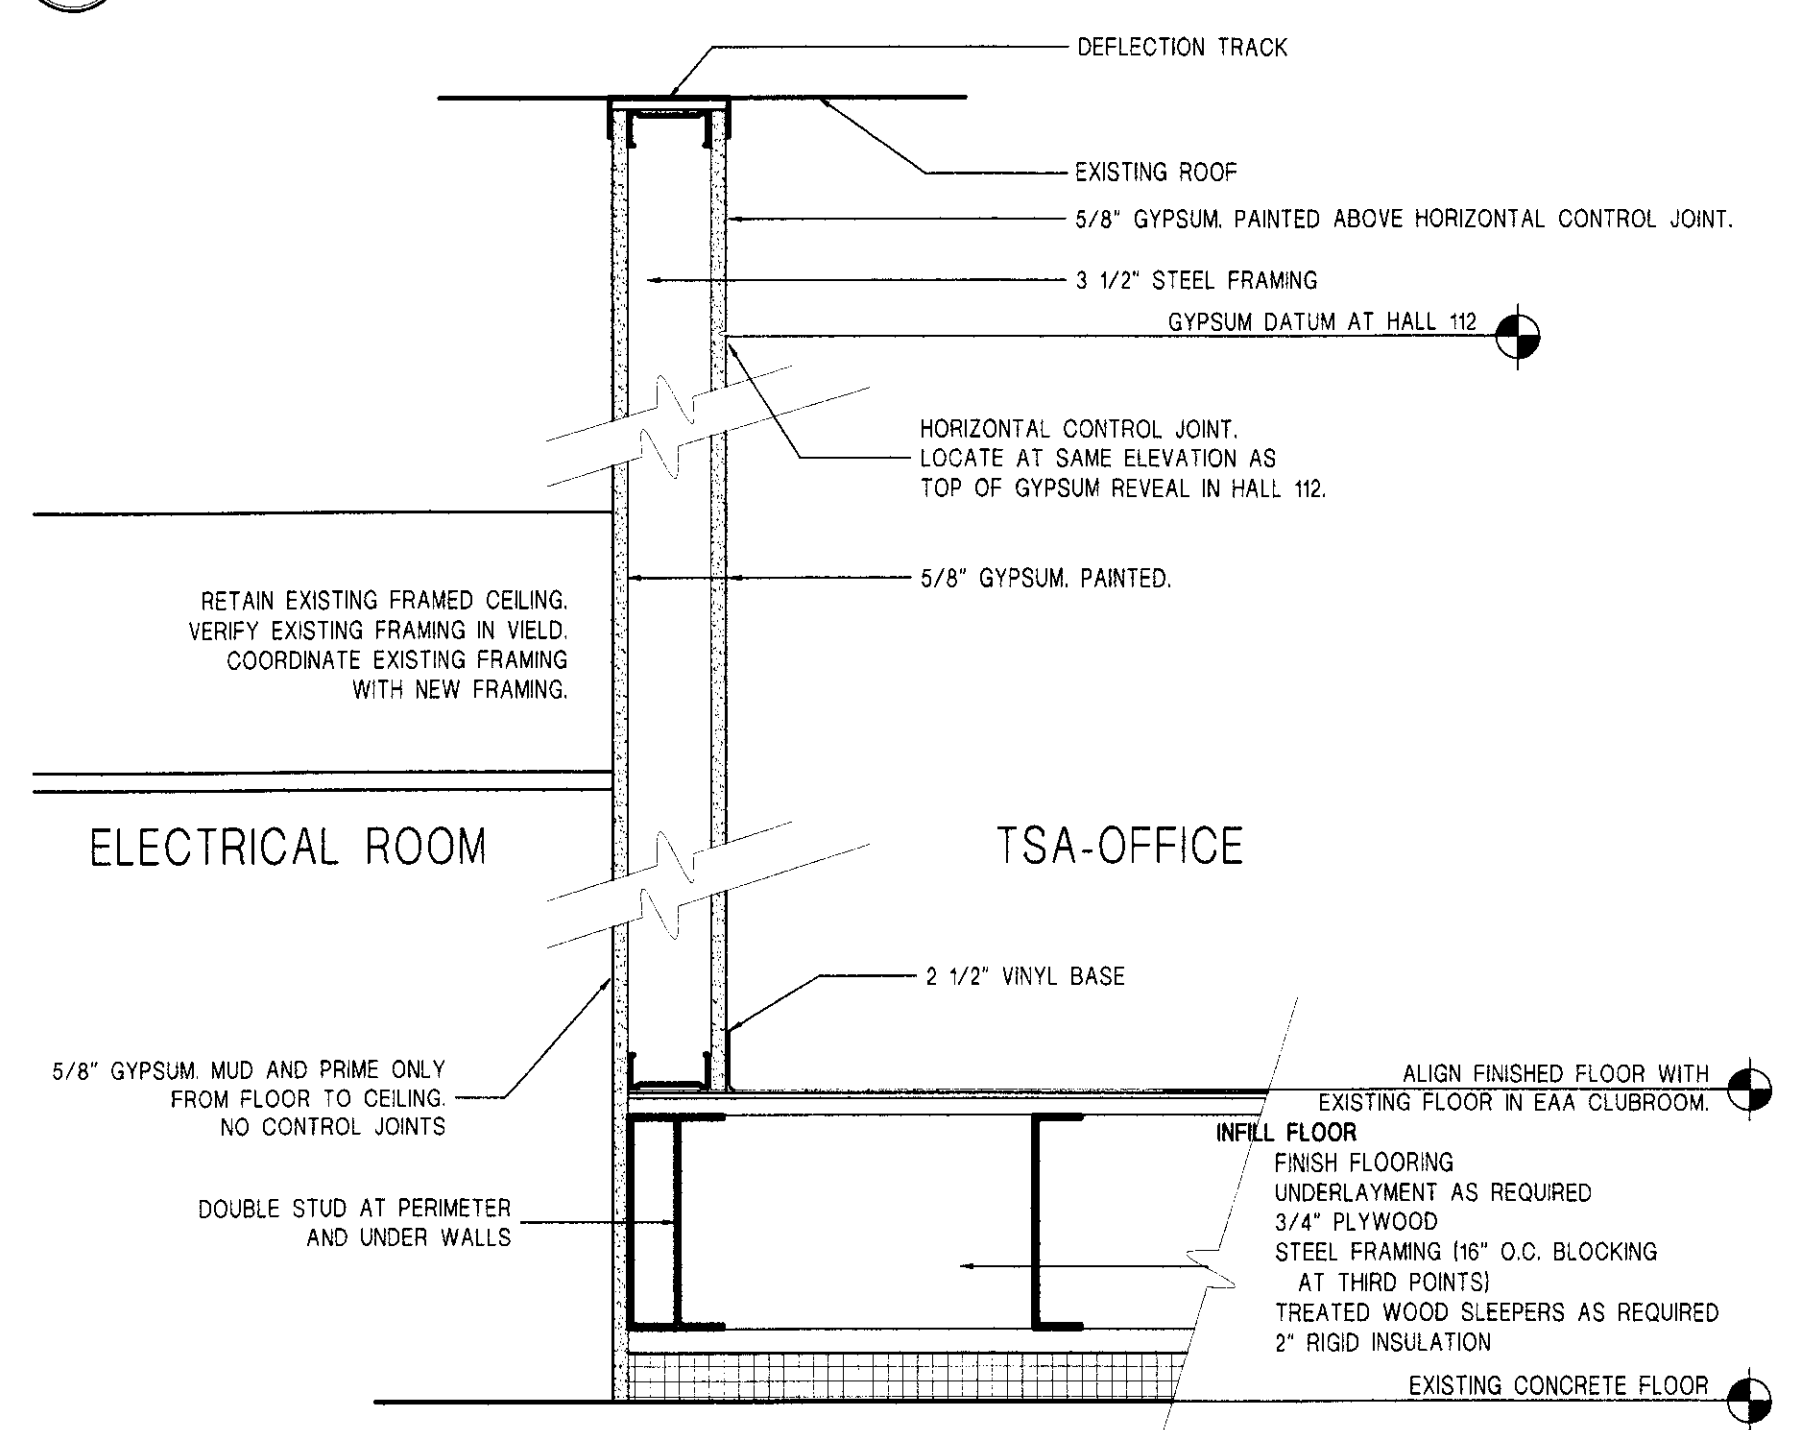 DEFLECTION TRACK
EXISTING ROOF
5/8" GYPSUM. PAINTED ABOVE HORIZONTAL CONTROL JOINT.
3 1/2" STEEL FRAMING
GYPSUM DATUM AT HALL 112
HORIZONTAL CONTROL JOINT.
LOCATE AT SAME ELEVATION AS
TOP OF GYPSUM REVEAL IN HALL 112.
5/8" GYPSUM. PAINTED.
RETAIN EXISTING FRAMED CEILING.
VERIFY EXISTING FRAMING IN VIELD.
COORDINATE EXISTING FRAMING
WITH NEW FRAMING.
ELECTRICAL ROOM
TSA-OFFICE
2 1/2" VINYL BASE
5/8" GYPSUM. MUD AND PRIME ONLY
FROM FLOOR TO CEILING.
NO CONTROL JOINTS
ALIGN FINISHED FLOOR WITH
EXISTING FLOOR IN EAA CLUBROOM.
INFILL FLOOR
FINISH FLOORING
UNDERLAYMENT AS REQUIRED
3/4" PLYWOOD
STEEL FRAMING (16" O.C. BLOCKING
AT THIRD POINTS)
TREATED WOOD SLEEPERS AS REQUIRED
2" RIGID INSULATION
DOUBLE STUD AT PERIMETER
AND UNDER WALLS
EXISTING CONCRETE FLOOR